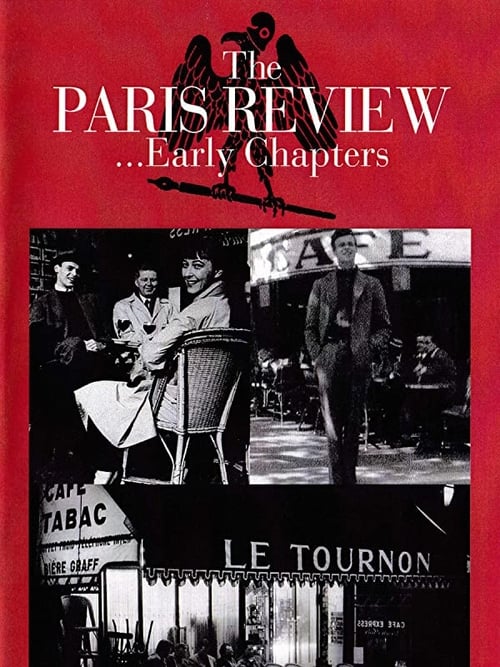 The
PARIS REVIEW
...Early Chapters
CAFE
CAFE
TABAC
BIÈRE GRAFF
LE TOURNON
CAFE EXPRESS